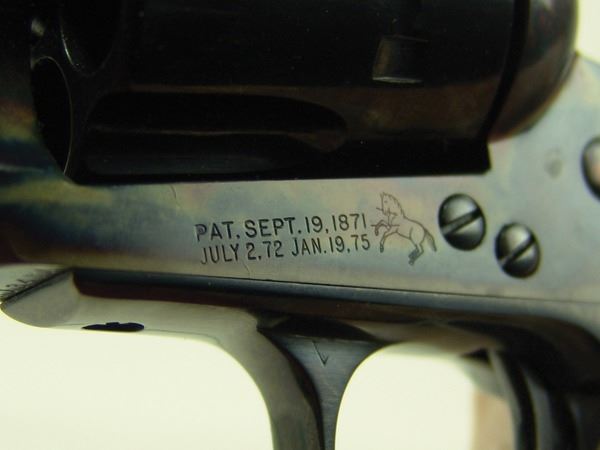 PAT. SEPT. 19, 1871
JULY 2, 72 JAN. 19, 75